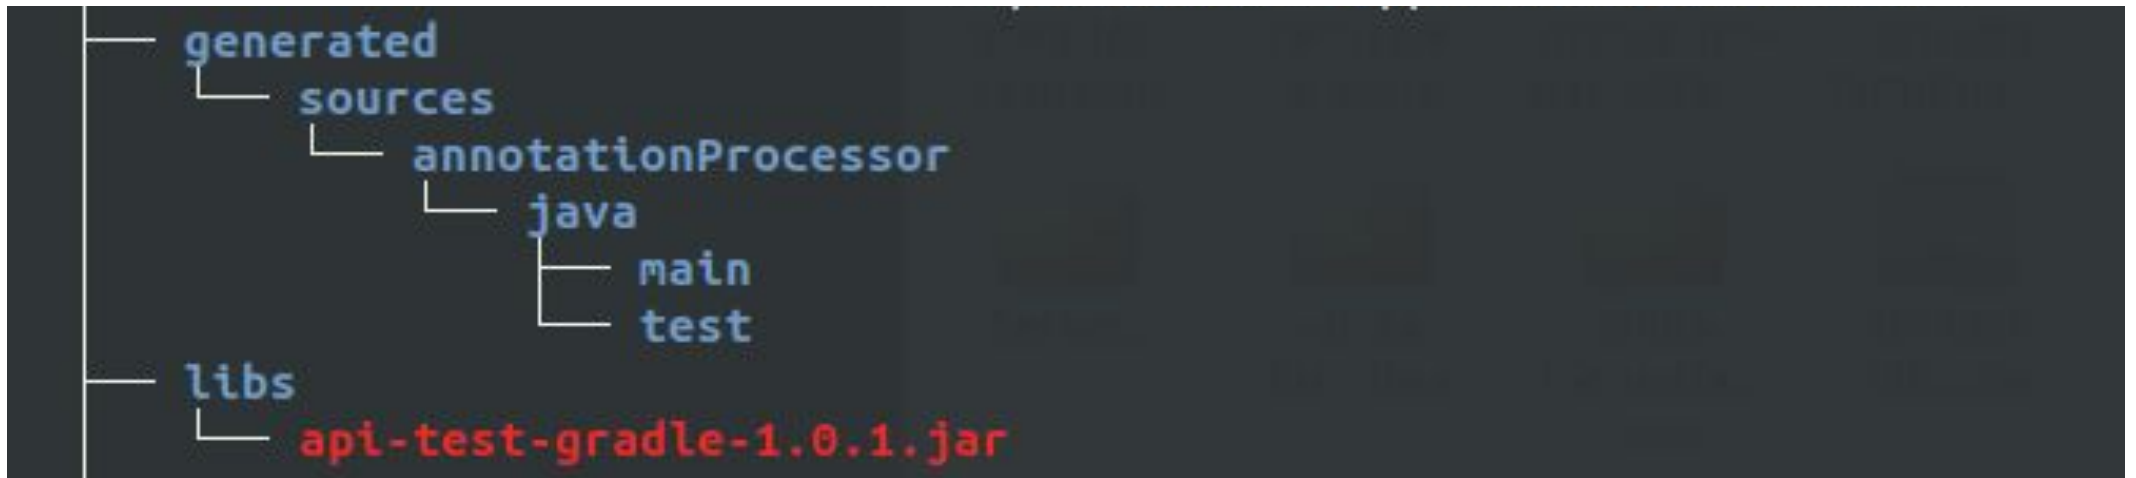 generated
sources
annotationProcessor
java
main
test
libs
api-test-gradle-1.0.1.jar